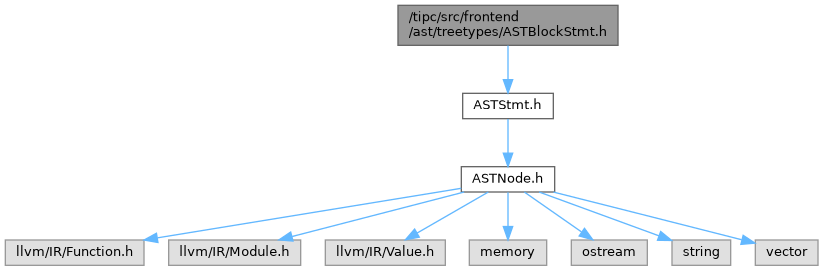 /tipc/src/frontend
/ast/treetypes/ASTBlockStmt.h
ASTStmt.h
ASTNode.h
llvm/IR/Function.h
llvm/IR/Module.h
llvm/IR/Value.h
memory
ostream
string
vector